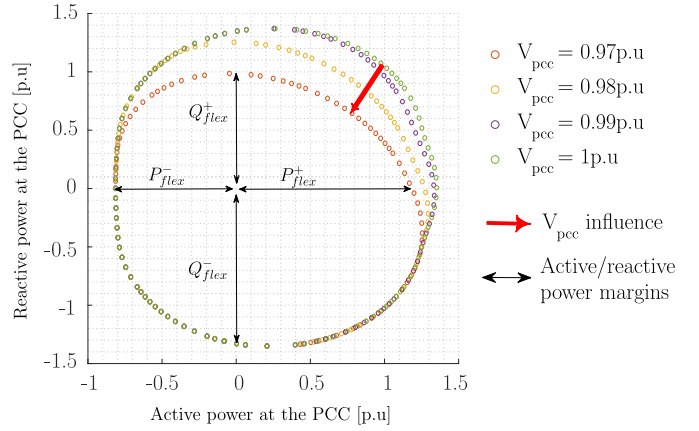 Reactive power at the PCC [p.u]
1.5
1
0.5
0
-0.5
-1
-1.5
-1
-0.5
0
0.5
1
1.5
Active power at the PCC [p.u]
Q+flex
P-flex
P+flex
Q-flex
Vpcc = 0.97p.u
Vpcc = 0.98p.u
Vpcc = 0.99p.u
Vpcc = 1p.u
Vpcc influence
Active/reactive
power margins